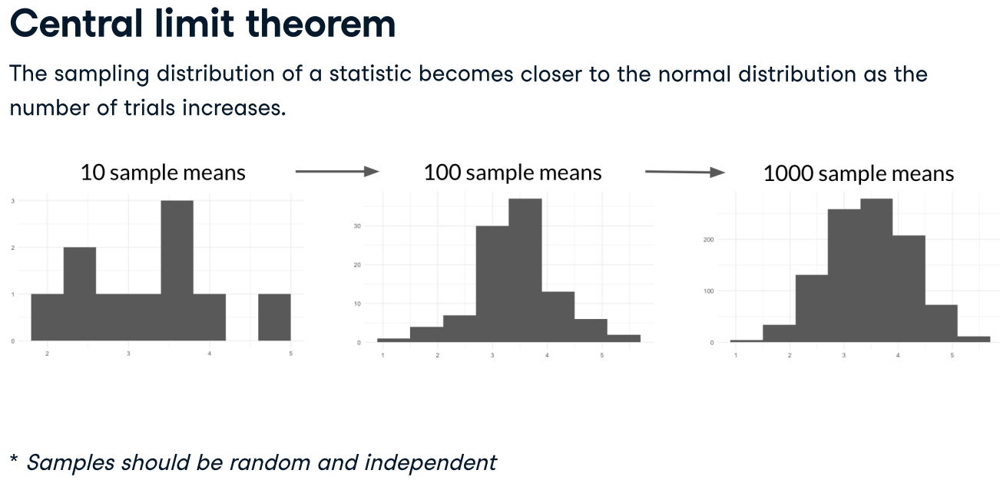 Central limit theorem
The sampling distribution of a statistic becomes closer to the normal distribution as the
number of trials increases.
10 sample means
100 sample means
1000 sample means
3
2
1
0
2 3 4 5
30
20
10
0
1 2 3 4 5
200
100
0
1 2 3 4 5
* Samples should be random and independent